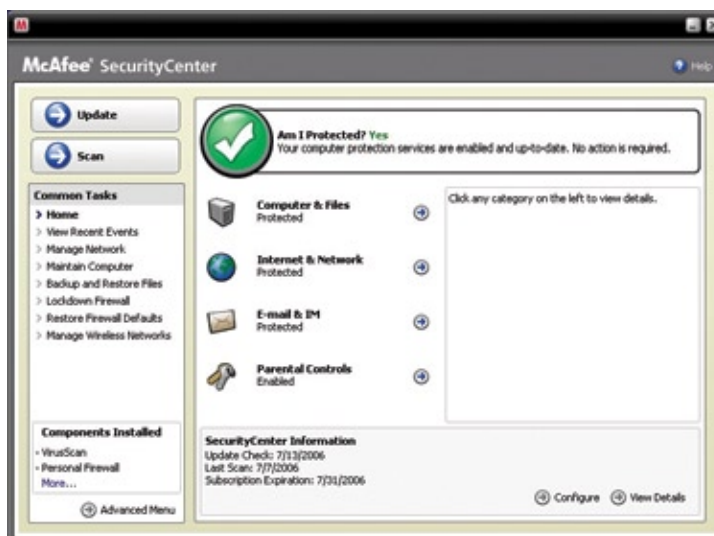 M
McAfee® SecurityCenter
Help
Update
Scan
Common Tasks
Home
View Recent Events
Manage Network
Maintain Computer
Backup and Restore Files
Lockdown Firewall
Restore Firewall Defaults
Manage Wireless Networks
Components Installed
- VirusScan
- Personal Firewall
More...
Advanced Menu
Am I Protected? Yes
Your computer protection services are enabled and up-to-date. No action is required.
Computer & Files
Protected
Internet & Network
Protected
E-mail & IM
Protected
Parental Controls
Enabled
Click any category on the left to view details.
SecurityCenter Information
Update Check: 7/13/2006
Last Scan: 7/7/2006
Subscription Expiration: 7/31/2006
Configure
View Details